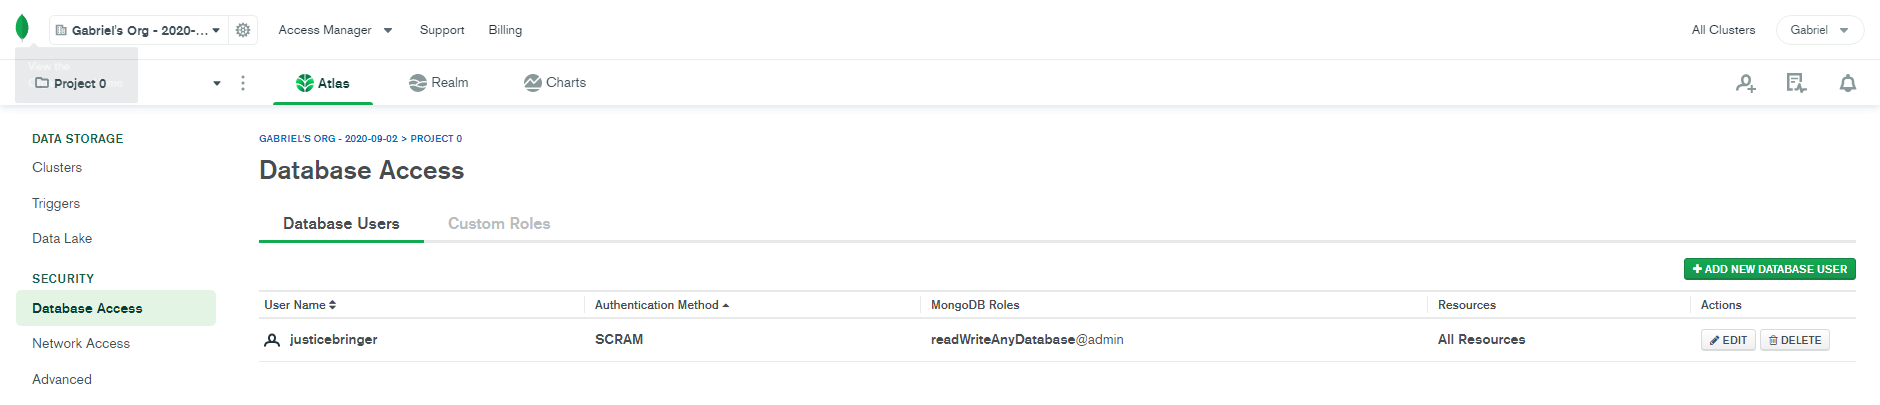 Gabriel's Org - 2020-... Access Manager Support Billing All Clusters Gabriel
View the
Project 0 Atlas Realm Charts
DATA STORAGE
Clusters
Triggers
Data Lake
SECURITY
Database Access
Network Access
Advanced
GABRIEL'S ORG - 2020-09-02 > PROJECT 0
Database Access
Database Users Custom Roles
+ ADD NEW DATABASE USER
User Name Authentication Method MongoDB Roles Resources Actions
justicebringer SCRAM readWriteAnyDatabase@admin All Resources EDIT DELETE